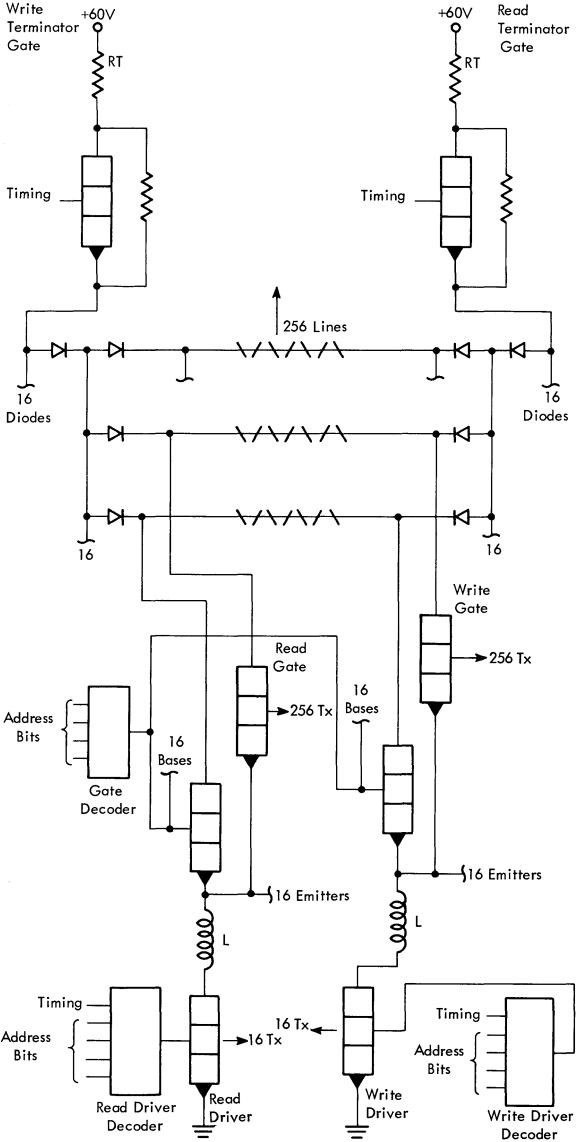 Write
Terminator
Gate
+60V
RT
Read
Terminator
Gate
+60V
RT
Timing
Timing
256 Lines
16
Diodes
16
Diodes
16
16
Write
Gate
256 Tx
Read
Gate
256 Tx
16
Bases
Address
Bits
16
Bases
Gate
Decoder
16 Emitters
16 Emitters
L
L
Timing
Address
Bits
16 Tx
16 Tx
Timing
Address
Bits
Read Driver
Decoder
Read
Driver
Write
Driver
Write Driver
Decoder